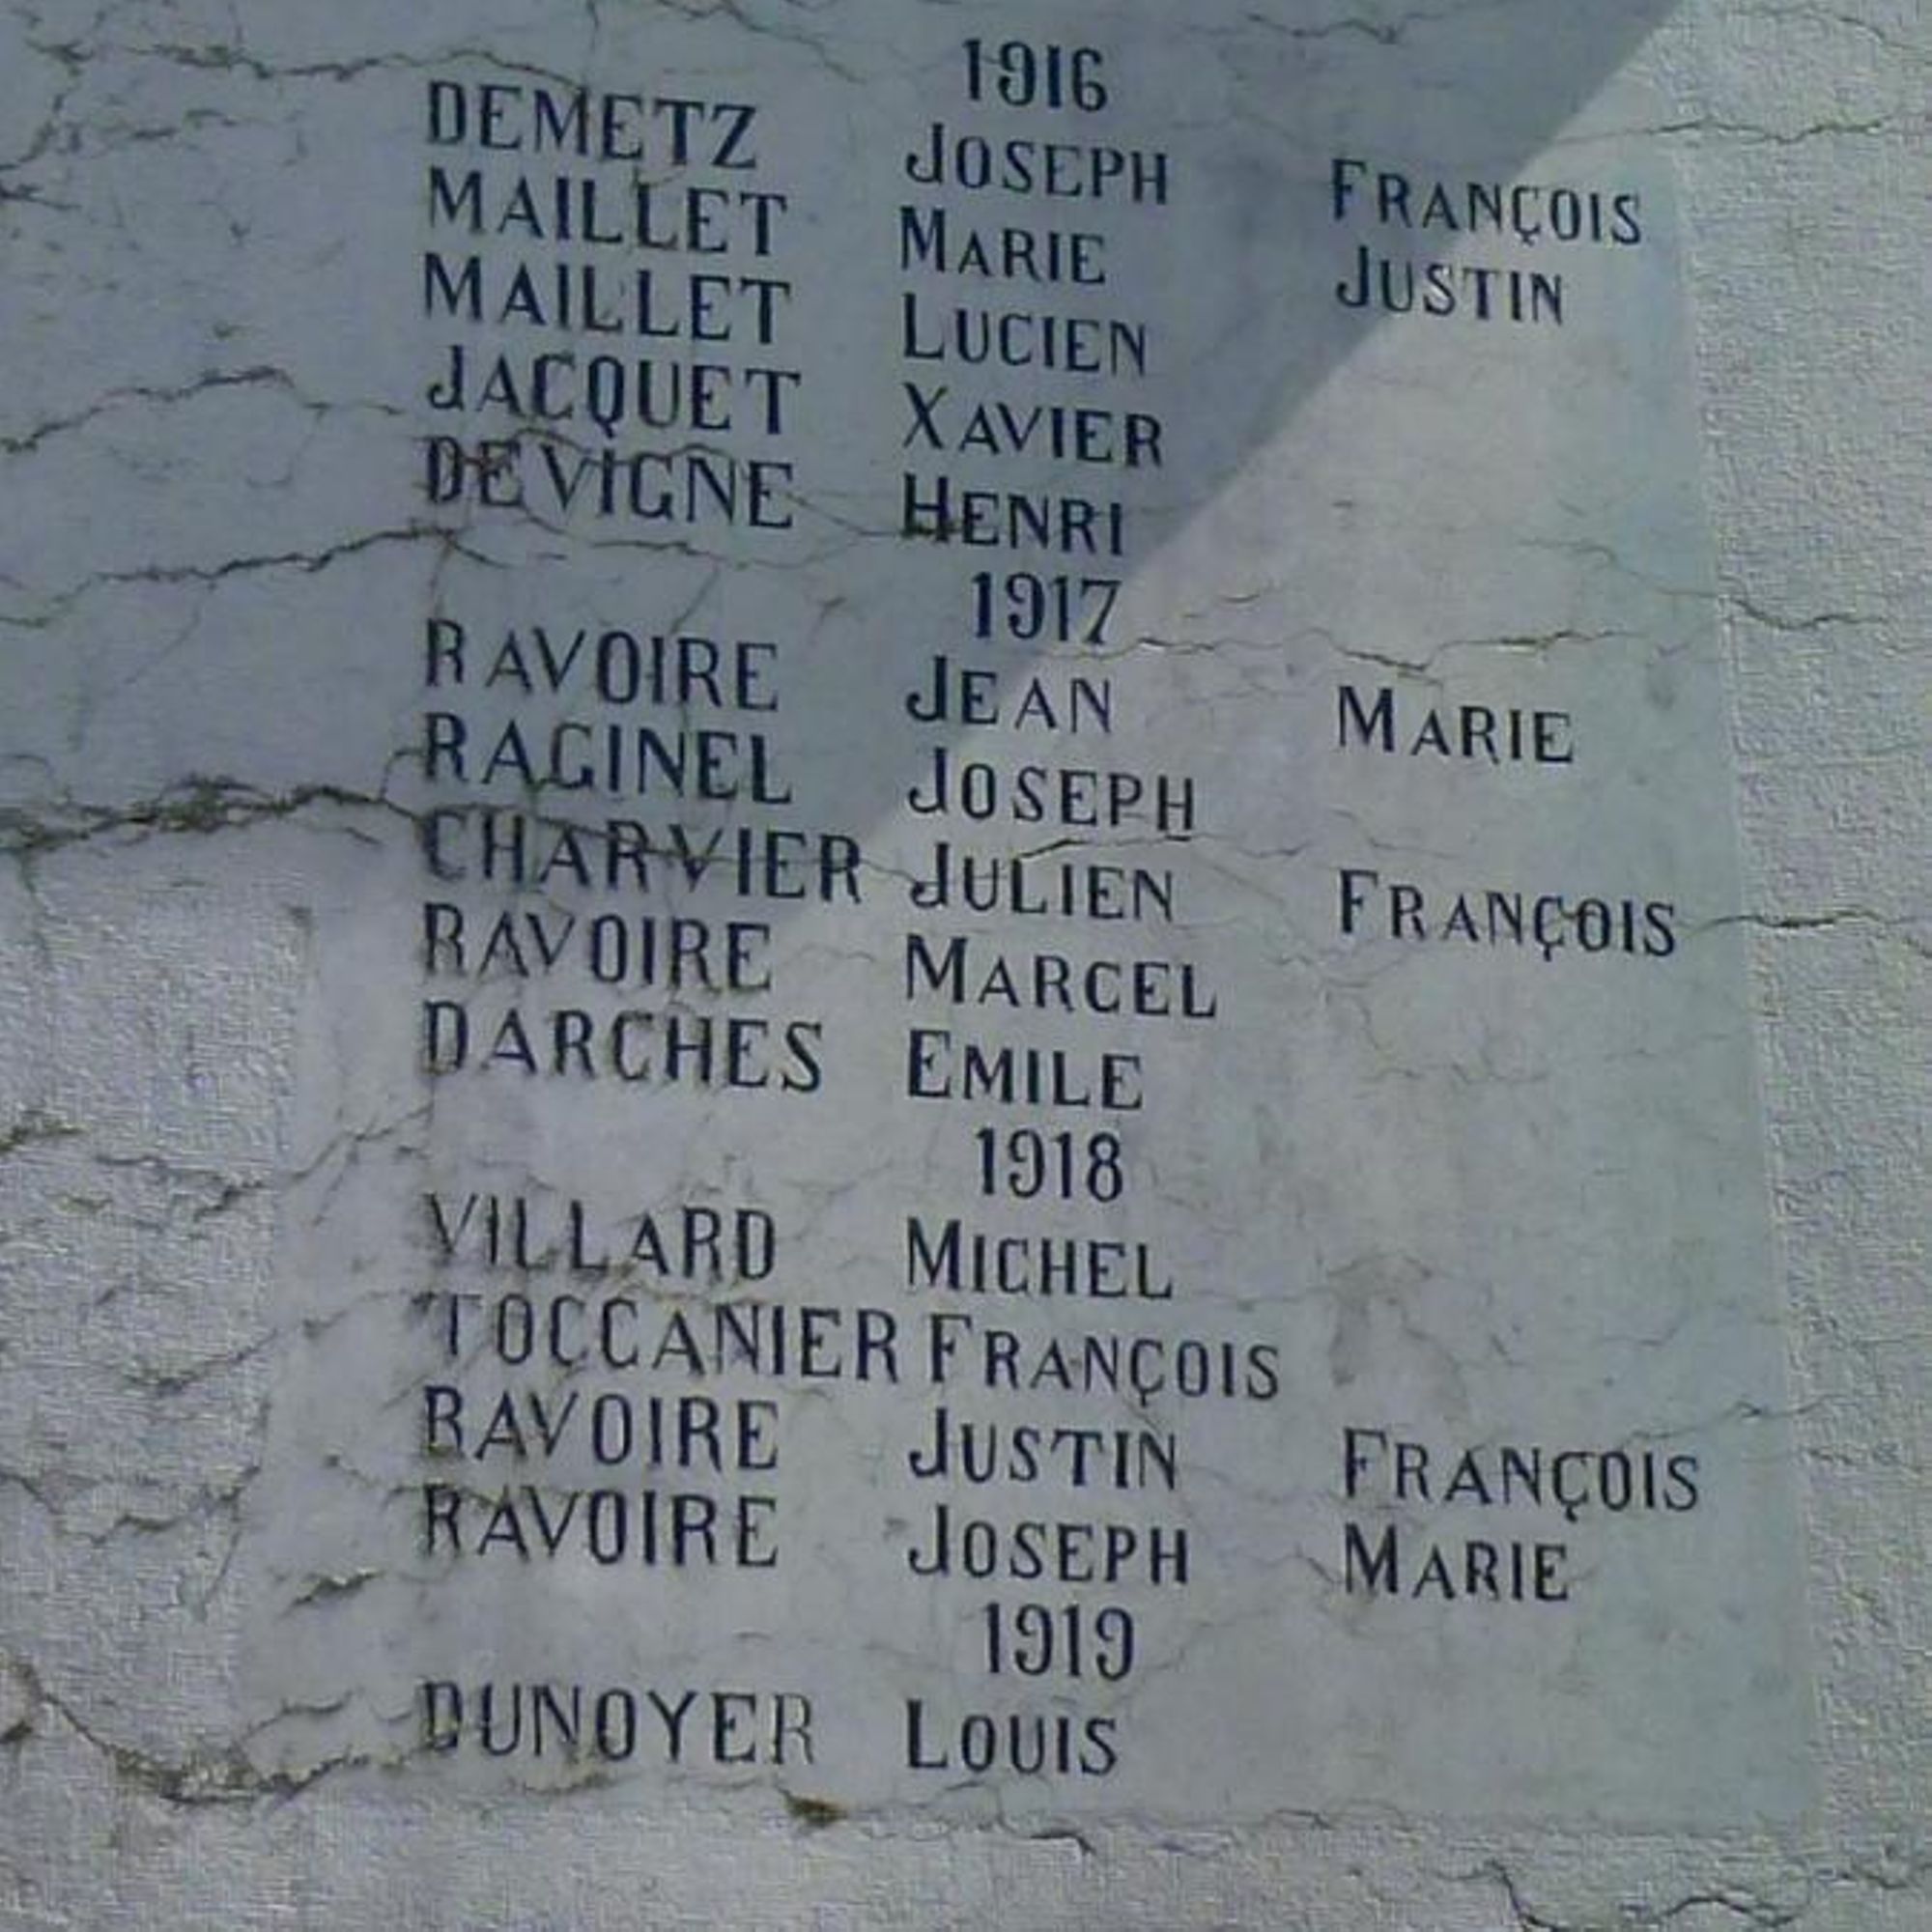 1916
DEMETZ JOSEPH FRANÇOIS
MAILLET MARIE JUSTIN
MAILLET LUCIEN
JACQUET XAVIER
DEVIGNE HENRI
1917
RAVOIRE JEAN MARIE
RAGINEL JOSEPH
CHARVIER JULIEN FRANÇOIS
RAVOIRE MARCEL
DARCHES EMILE
1918
VILLARD MICHEL
TOCCANIER FRANÇOIS
RAVOIRE JUSTIN FRANÇOIS
RAVOIRE JOSEPH MARIE
1919
DUNOYER LOUIS